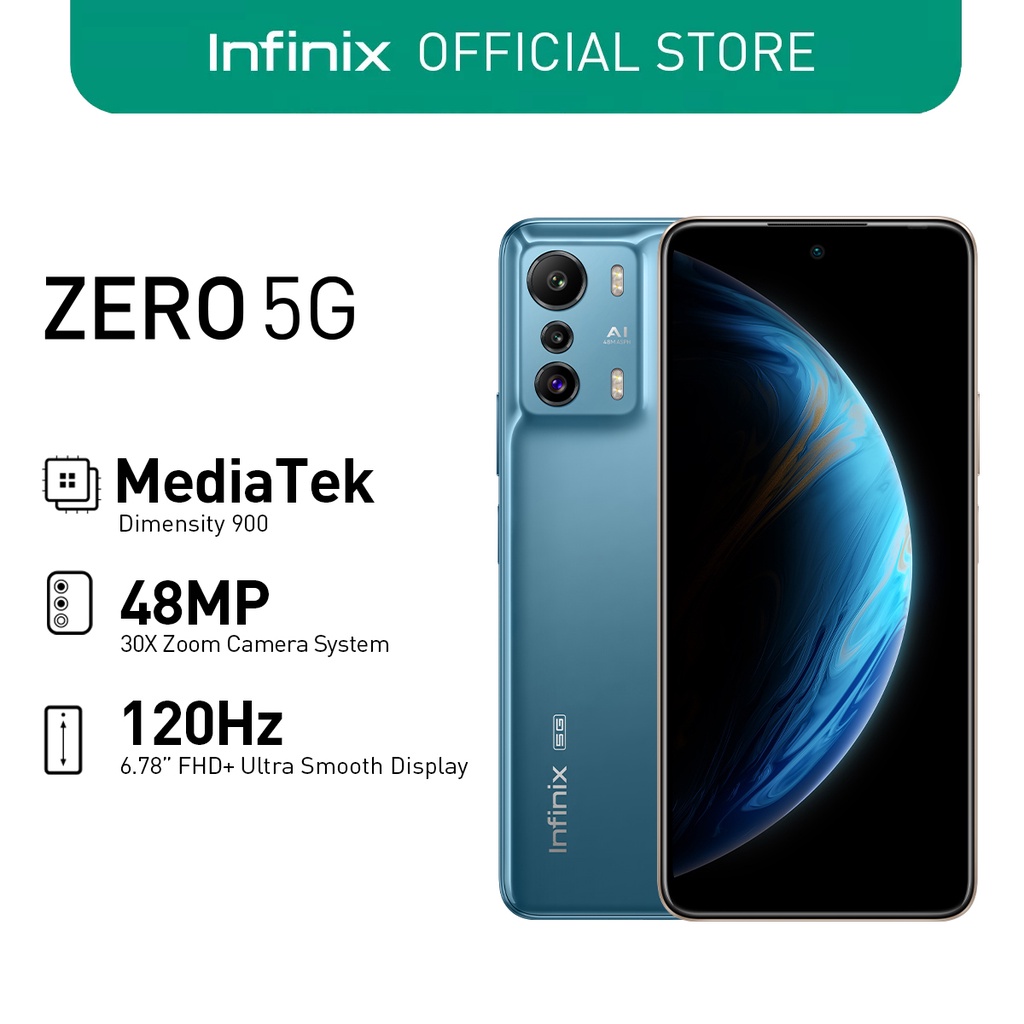 Infinix OFFICIAL STORE
ZERO 5G
MediaTek
Dimensity 900
48MP
30X Zoom Camera System
120Hz
6.78” FHD+ Ultra Smooth Display
AI
Infinix 5G